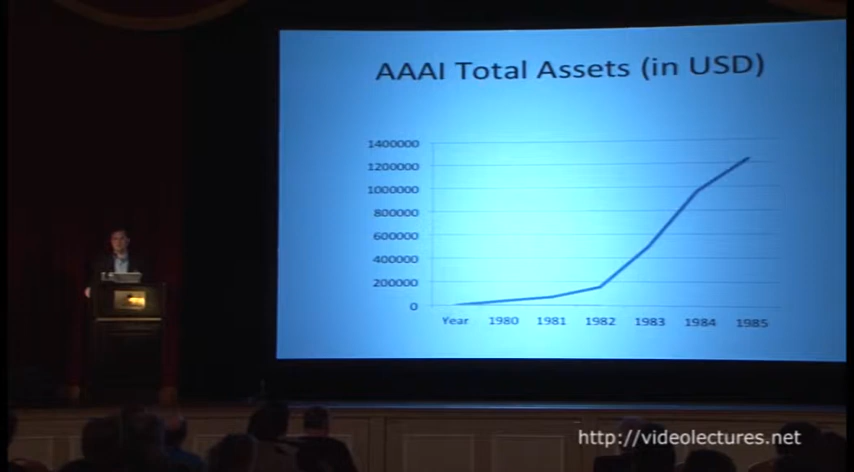 AAAI Total Assets (in USD)
1400000
1200000
1000000
800000
600000
400000
200000
0
Year 1980 1981 1982 1983 1984 1985
http://videolectures.net